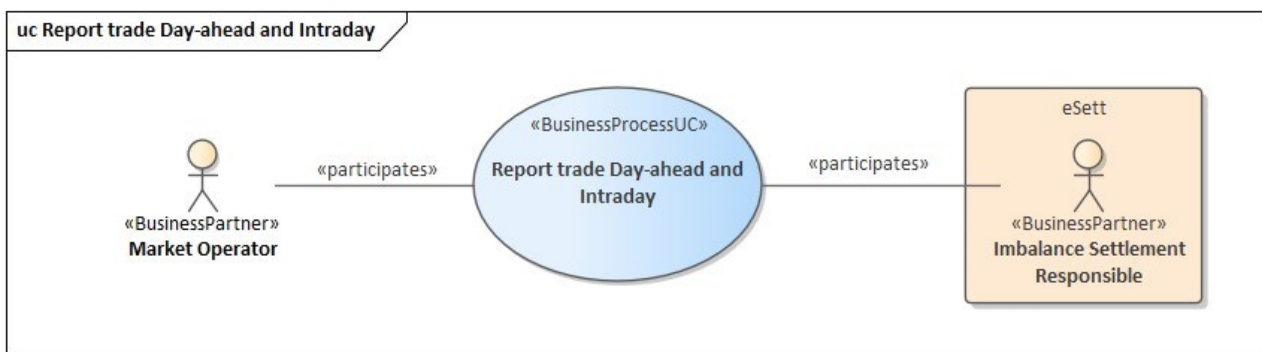 uc Report trade Day-ahead and Intraday
«BusinessPartner»
Market Operator
«participates»
«BusinessProcessUC»
Report trade Day-ahead and
Intraday
«participates»
eSett
«BusinessPartner»
Imbalance Settlement
Responsible